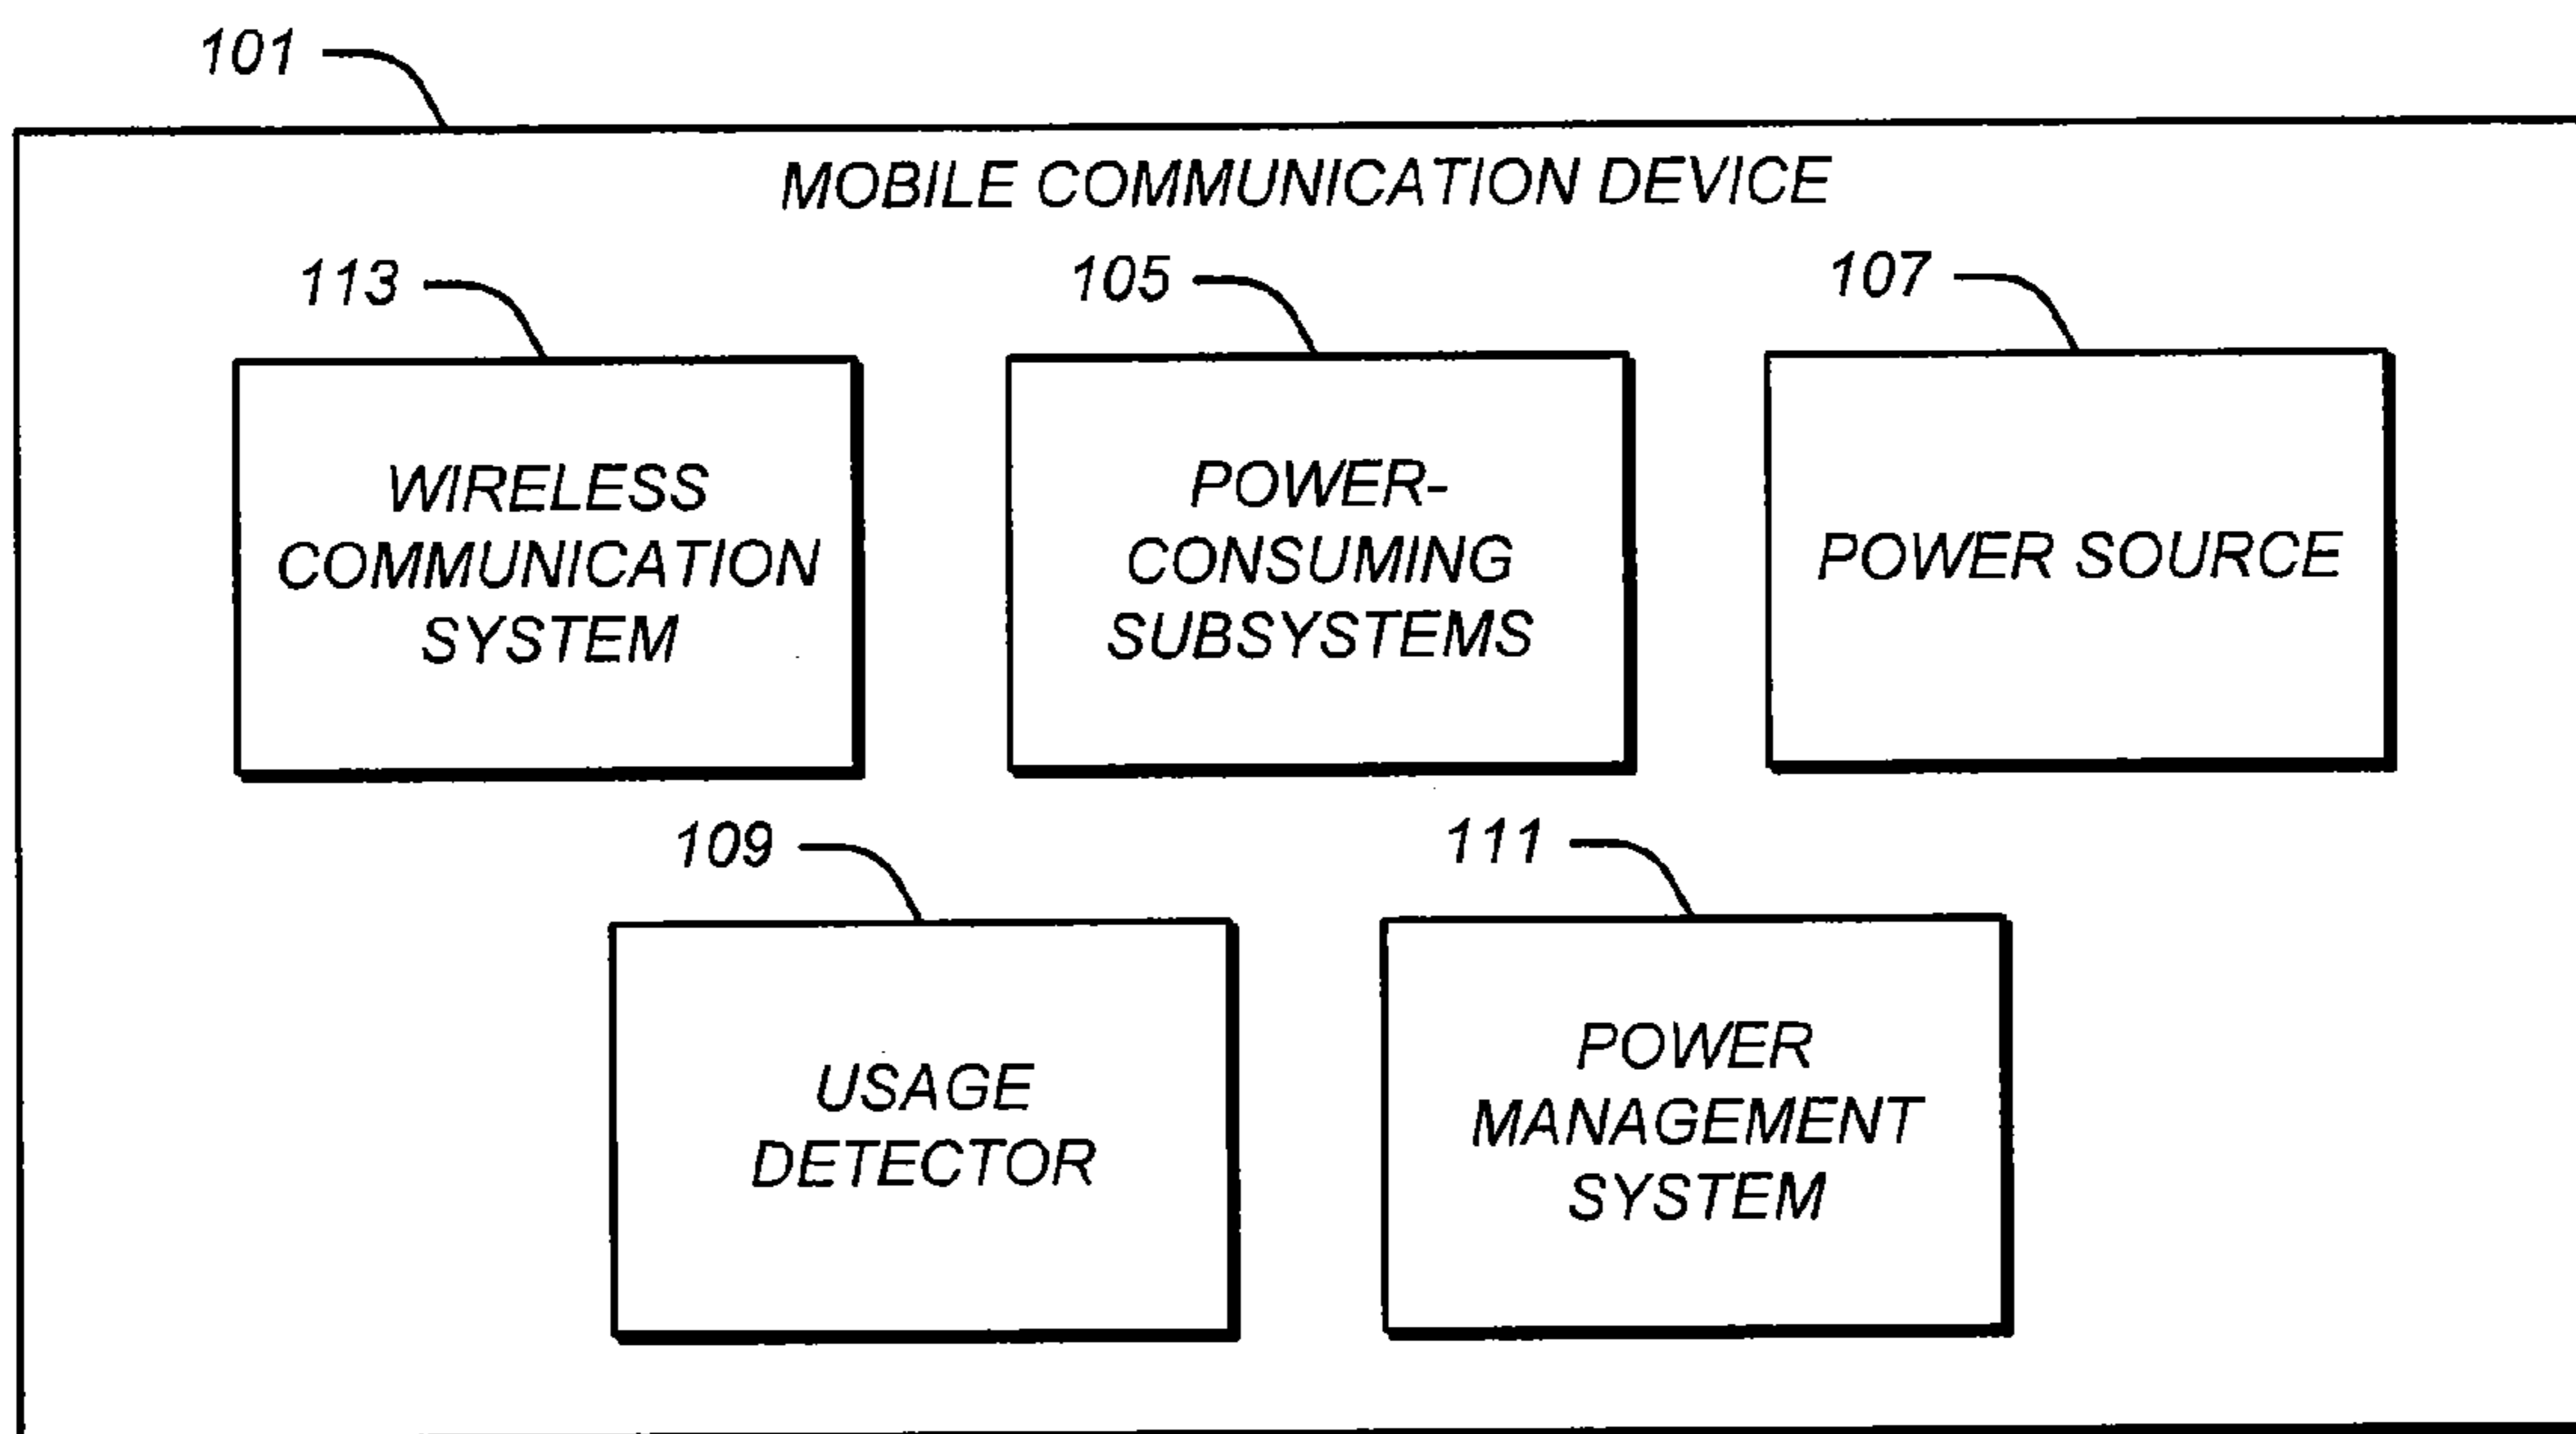 101
MOBILE COMMUNICATION DEVICE
113
WIRELESS
COMMUNICATION
SYSTEM
105
POWER-
CONSUMING
SUBSYSTEMS
107
POWER SOURCE
109
USAGE
DETECTOR
111
POWER
MANAGEMENT
SYSTEM